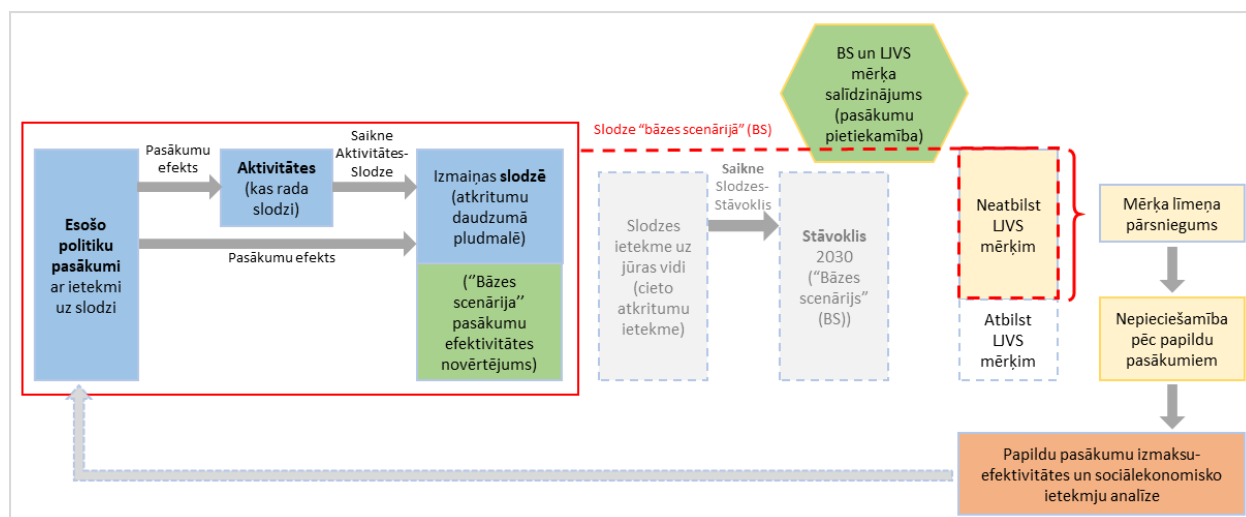 BS un LJVS
mērķa
salīdzinājums
(pasākumu
pietiekamība)
Slodze “bāzes scenārijā” (BS)
Esošo
politiku
pasākumi
ar ietekmi
uz slodzi
Pasākumu
efekts
Aktivitātes
(kas rada
slodzi)
Saikne
Aktivitātes-
Slodze
Pasākumu efekts
Izmaiņas slodzē
(atkritumu
daudzumā
pludmalē)
(“Bāzes
scenārija”
pasākumu
efektivitātes
novērtējums)
Slodzes
ietekme uz
jūras vidi
(cieto
atkritumu
ietekme)
Saikne
Slodzes-
Stāvoklis
Stāvoklis
2030
(“Bāzes
scenārijs”
(BS))
Neatbilst
LJVS
mērķim
Atbilst
LJVS
mērķim
Mērķa līmeņa
pārsniegums
Nepieciešamība
pēc papildu
pasākumiem
Papildu pasākumu izmaksu-
efektivitātes un sociālekonomisko
ietekmju analīze